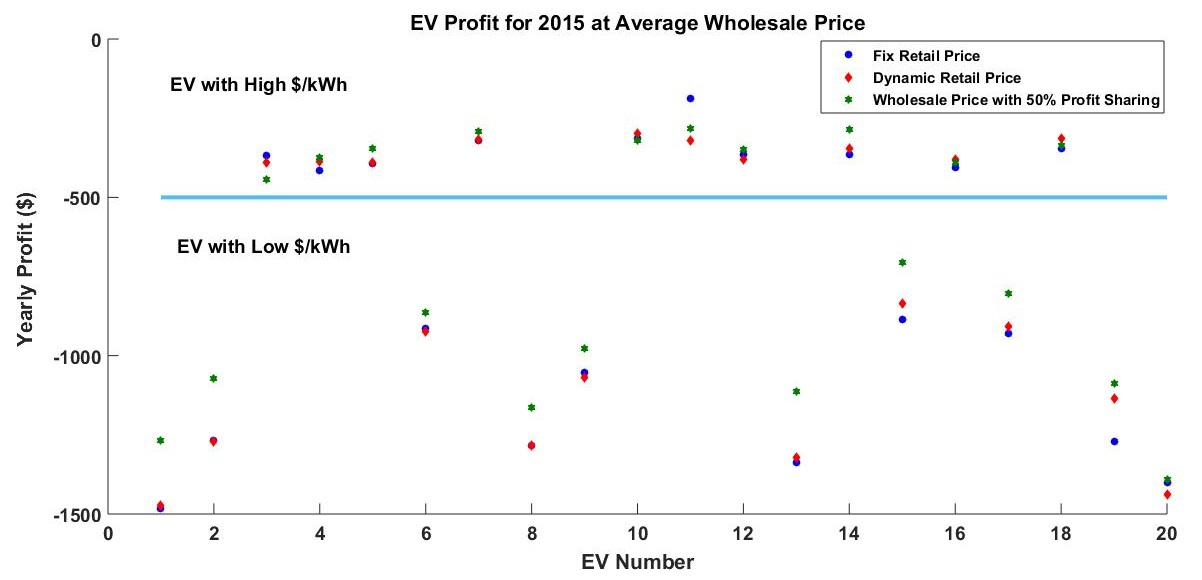 EV Profit for 2015 at Average Wholesale Price
Fix Retail Price
Dynamic Retail Price
Wholesale Price with 50% Profit Sharing
EV with High $/kWh
EV with Low $/kWh
Yearly Profit ($)
0
-500
-1000
-1500
0 2 4 6 8 10 12 14 16 18 20
EV Number